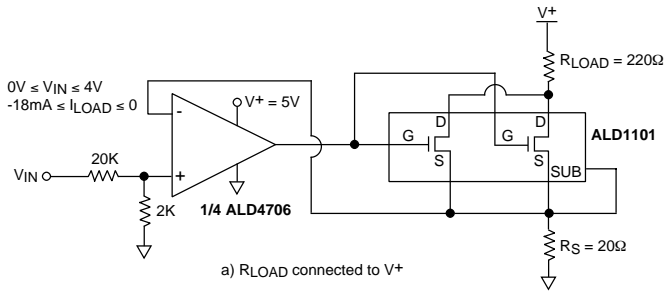 V+
RLOAD = 220Ω
0V ≤ VIN ≤ 4V
-18mA ≤ ILOAD ≤ 0
V+ = 5V
-
D
D
ALD1101
G
G
S
S
20K
VIN
+
SUB
2K
1/4 ALD4706
RS = 20Ω
a) RLOAD connected to V+